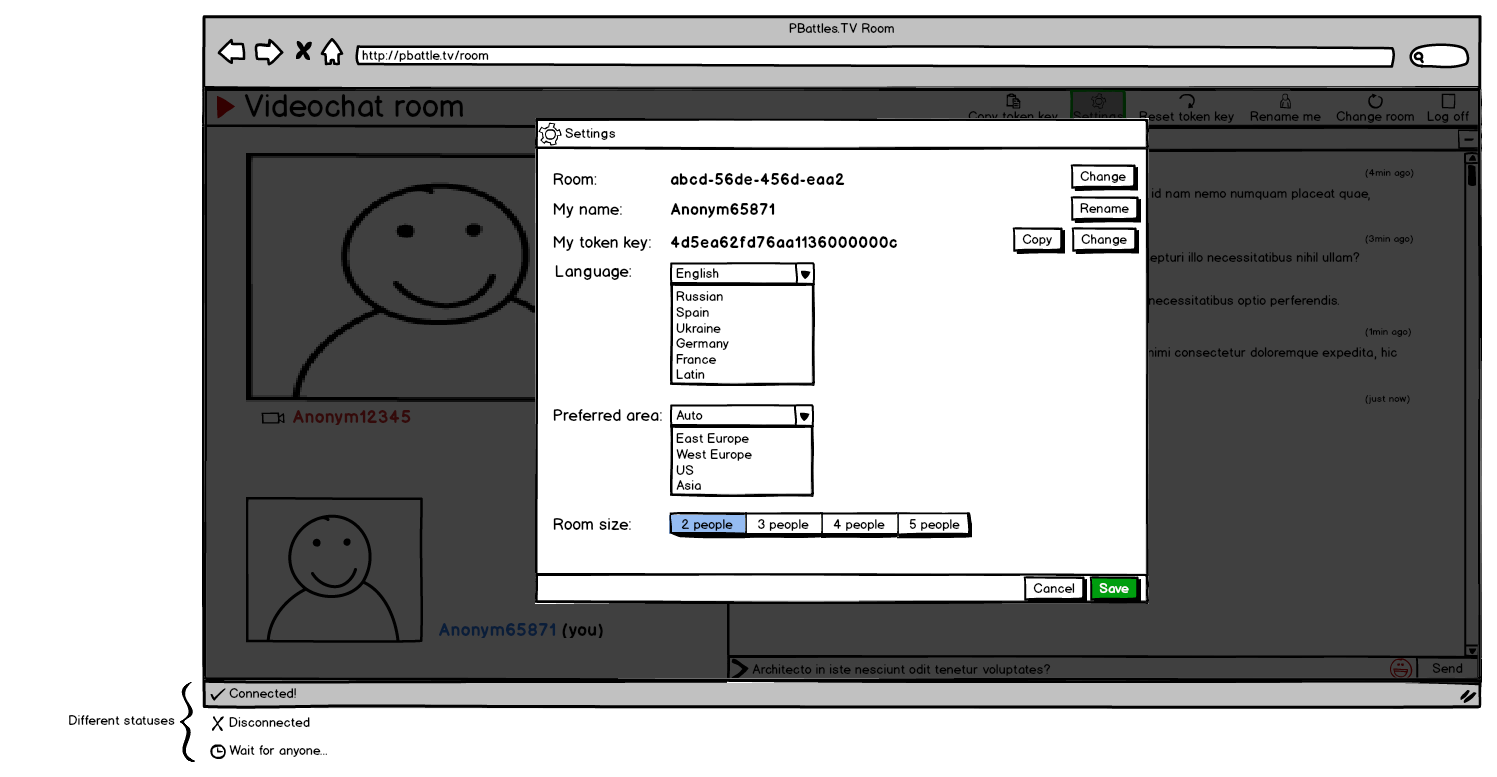 PBattles.TV Room
http://pbattle.tv/room
Videochat room
Copy token key
Settings
Reset token key
Rename me
Change room
Log off
Settings
Room:
abcd-56de-456d-eaa2
Change
My name:
Anonym65871
Rename
My token key:
4d5ea62fd76aa1136000000c
Copy
Change
Language:
English
Russian
Spain
Ukraine
Germany
France
Latin
Preferred area:
Auto
East Europe
West Europe
US
Asia
Room size:
2 people
3 people
4 people
5 people
Cancel
Save
(4min ago)
id nam nemo numquam placeat quae,
(3min ago)
epturi illo necessitatibus nihil ullam?
necessitatibus optio perferendis.
(1min ago)
nimi consectetur doloremque expedita, hic
(just now)
Anonym12345
Anonym65871 (you)
Architecto in iste nesciunt odit tenetur voluptates?
Send
Connected!
Different statuses
Disconnected
Wait for anyone...